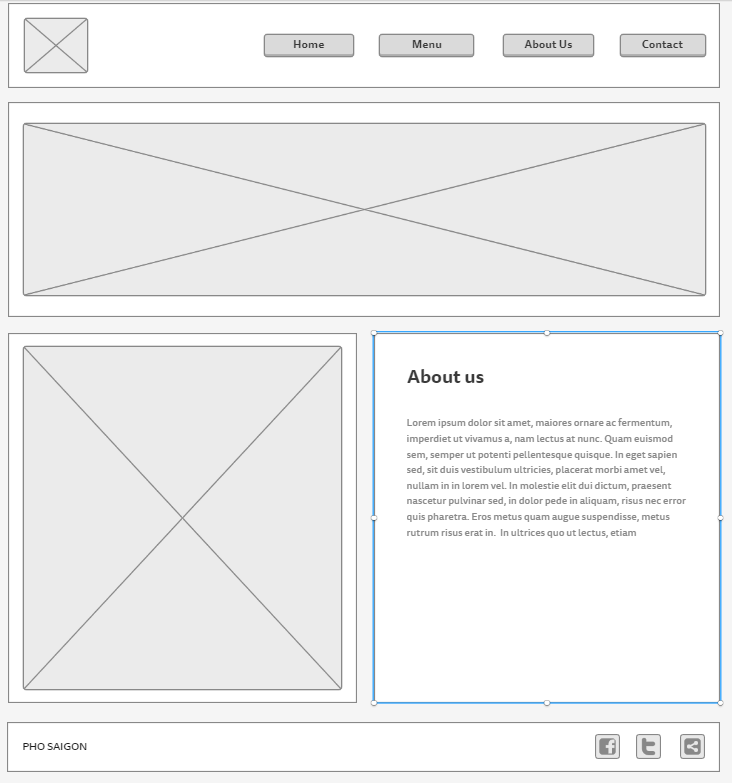 Home
Menu
About Us
Contact
About us
Lorem ipsum dolor sit amet, maiores ornare ac fermentum,
imperdiet ut vivamus a, nam lectus at nunc. Quam euismod
sem, semper ut potenti pellentesque quisque. In eget sapien
sed, sit duis vestibulum ultricies, placerat morbi amet vel,
nullam in in lorem vel. In molestie elit dui dictum, praesent
nascetur pulvinar sed, in dolor pede in aliquam, risus nec error
quis pharetra. Eros metus quam augue suspendisse, metus
rutrum risus erat in.  In ultrices quo ut lectus, etiam
PHO SAIGON